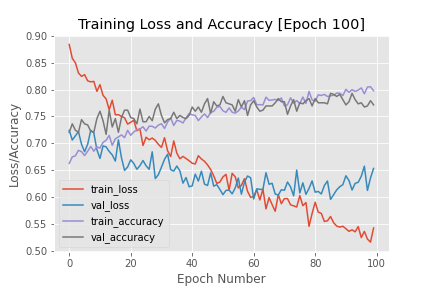 Training Loss and Accuracy [Epoch 100]
0.90
0.85
0.80
0.75
0.70
0.65
0.60
0.55
0.50
Loss/Accuracy
train_loss
val_loss
train_accuracy
val_accuracy
0 20 40 60 80 100
Epoch Number